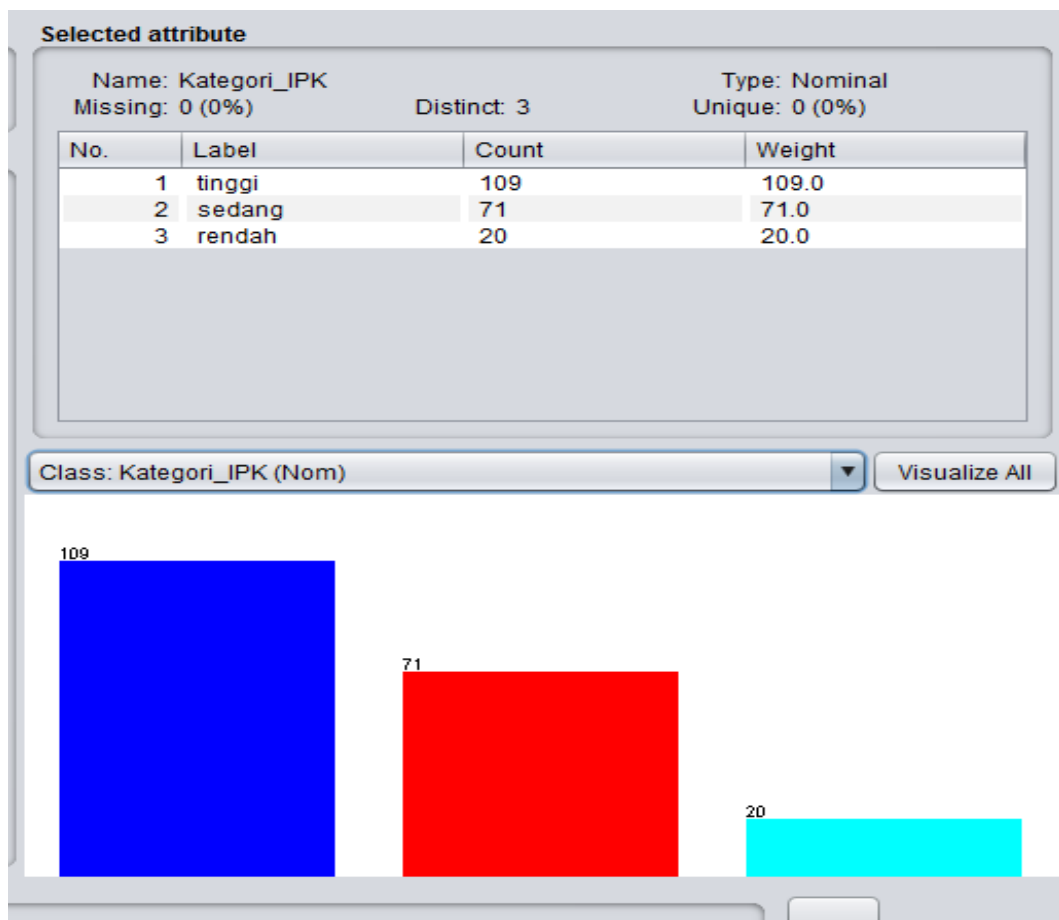 Selected attribute
Name: Kategori_IPK Type: Nominal
Missing: 0 (0%) Distinct: 3 Unique: 0 (0%)
No. Label Count Weight
1 tinggi 109 109.0
2 sedang 71 71.0
3 rendah 20 20.0
Class: Kategori_IPK (Nom) Visualize All
109
71
20